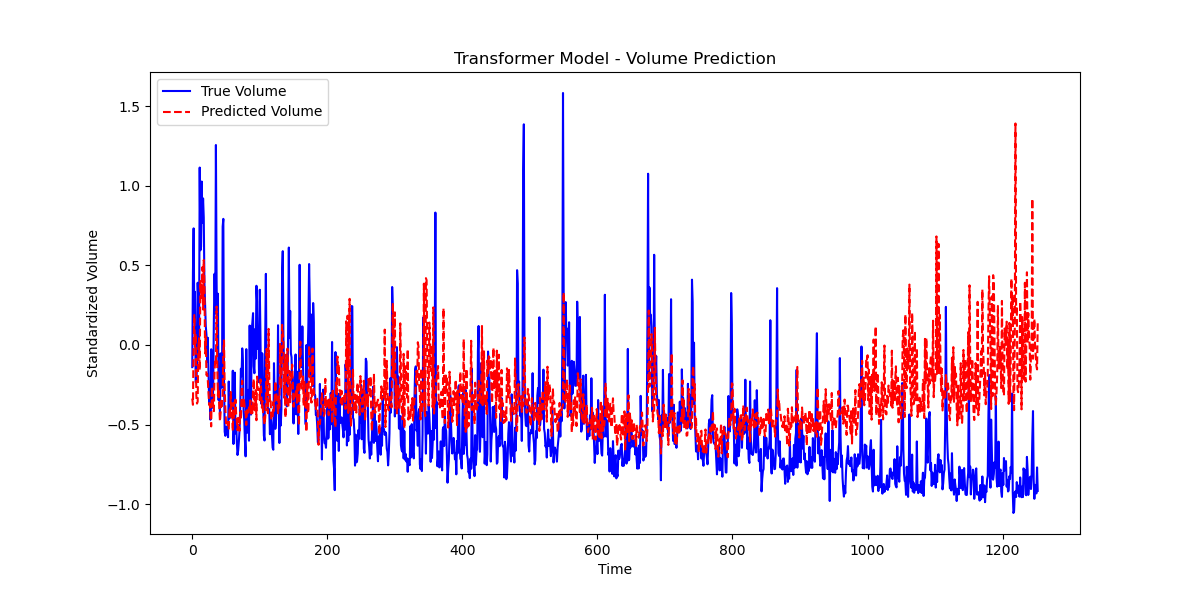 Transformer Model - Volume Prediction
True Volume
Predicted Volume
Standardized Volume
1.5
1.0
0.5
0.0
−0.5
−1.0
0 200 400 600 800 1000 1200
Time